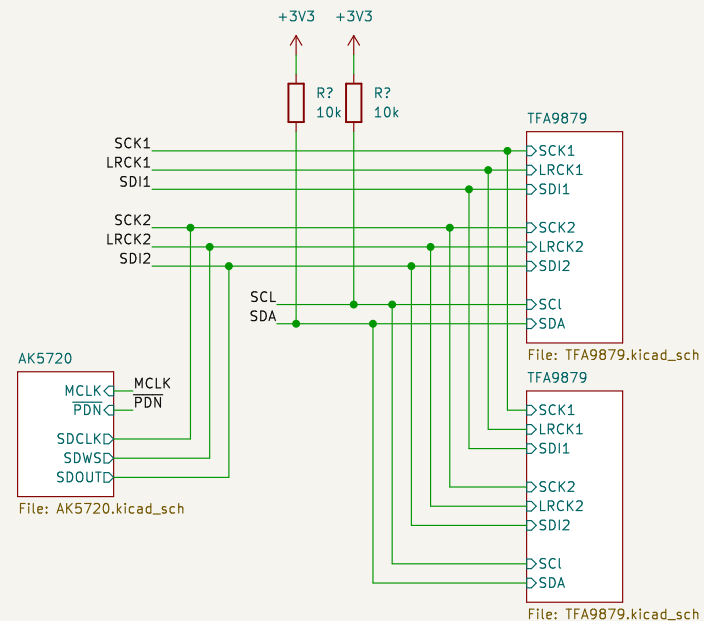 +3V3 +3V3
R? R?
10k 10k
TFA9879
SCK1
LRCK1
SDI1
SCK2
LRCK2
SDI2
SCL
SDA
SCK1
LRCK1
SDI1
SCK2
LRCK2
SDI2
SCl
SDA
File: TFA9879.kicad_sch
AK5720
MCLK MCLK
PDN PDN
SDCLK
SDWS
SDOUT
File: AK5720.kicad_sch
TFA9879
SCK1
LRCK1
SDI1
SCK2
LRCK2
SDI2
SCl
SDA
File: TFA9879.kicad_sch